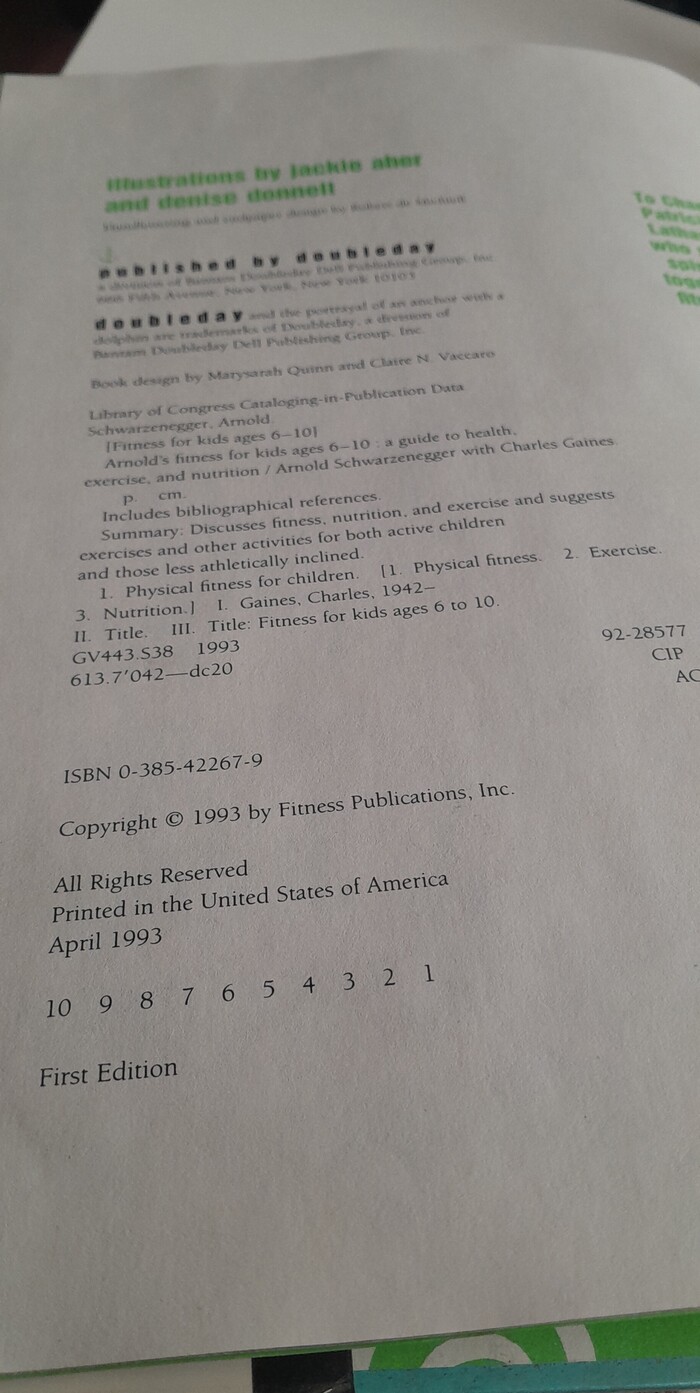 illustrations by jackie aher
and denise donnell
published by doubleday
a division of Bantam Doubleday Dell Publishing Group, Inc.
Fifth Avenue, New York, New York 10103
doubleday and the portrayal of an anchor with a
dolphin are trademarks of Doubleday, a division of
Bantam Doubleday Dell Publishing Group, Inc.
Book design by Marysarah Quinn and Claire N. Vaccaro
Library of Congress Cataloging-in-Publication Data
Schwarzenegger, Arnold.
[Fitness for kids ages 6–10]
Arnold's fitness for kids ages 6–10 : a guide to health,
exercise, and nutrition / Arnold Schwarzenegger with Charles Gaines.
p. cm.
Includes bibliographical references.
Summary: Discusses fitness, nutrition, and exercise and suggests
exercises and other activities for both active children
and those less athletically inclined.
1. Physical fitness for children. [1. Physical fitness. 2. Exercise.
3. Nutrition.] I. Gaines, Charles, 1942–
II. Title. III. Title: Fitness for kids ages 6 to 10.
GV443.S38 1993
613.7'042—dc20
92-28577
CIP
AC
ISBN 0-385-42267-9
Copyright © 1993 by Fitness Publications, Inc.
All Rights Reserved
Printed in the United States of America
April 1993
10 9 8 7 6 5 4 3 2 1
First Edition
To
who